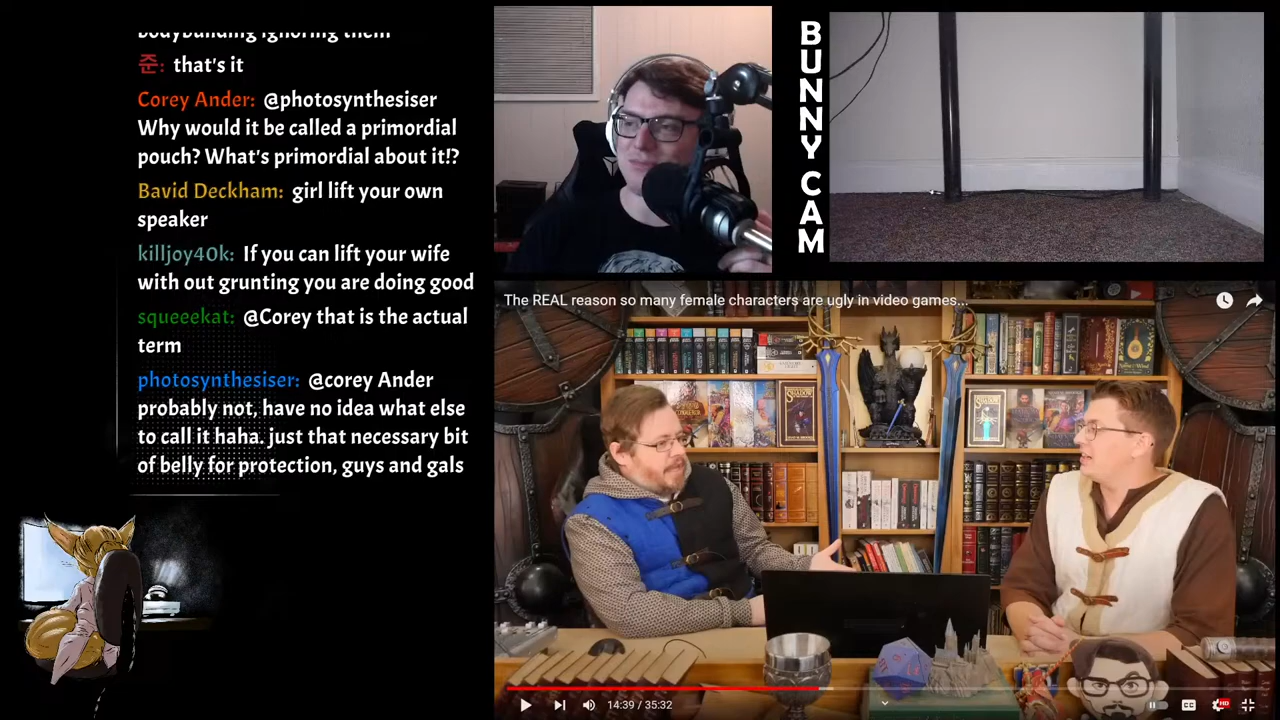 bodybuilding ignoring them
준: that's it
Corey Ander: @photosynthesiser
Why would it be called a primordial
pouch? What's primordial about it!?
Bavid Deckham: girl lift your own
speaker
killjoy40k: If you can lift your wife
with out grunting you are doing good
squeeekat: @Corey that is the actual
term
photosynthesiser: @corey Ander
probably not, have no idea what else
to call it haha. just that necessary bit
of belly for protection, guys and gals
BUNNY CAM
The REAL reason so many female characters are ugly in video games...
14:39 / 35:32
CC
HD